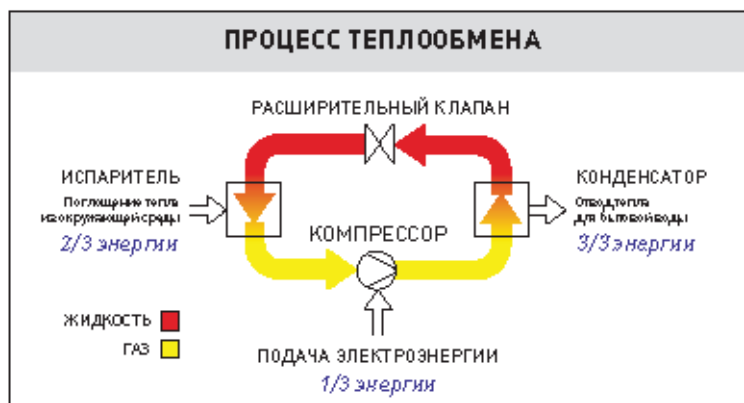 ПРОЦЕСС ТЕПЛООБМЕНА
РАСШИРИТЕЛЬНЫЙ КЛАПАН
ИСПАРИТЕЛЬ
Поглощение тепла
из окружающей среды
2/3 энергии
КОНДЕНСАТОР
Отвод тепла
для бытовой воды
3/3 энергии
КОМПРЕССОР
ЖИДКОСТЬ
ГАЗ
ПОДАЧА ЭЛЕКТРОЭНЕРГИИ
1/3 энергии